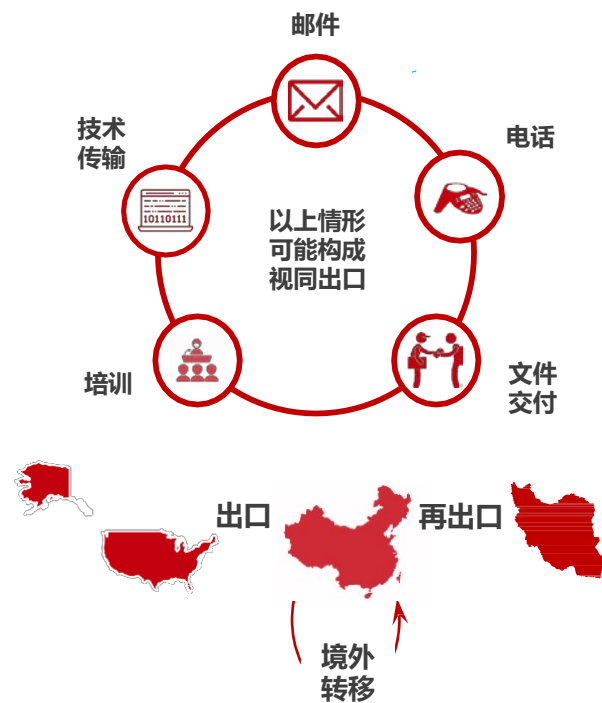 邮件
技术
传输
电话
10110111
以上情形
可能构成
视同出口
培训
文件
交付
出口
再出口
境外
转移